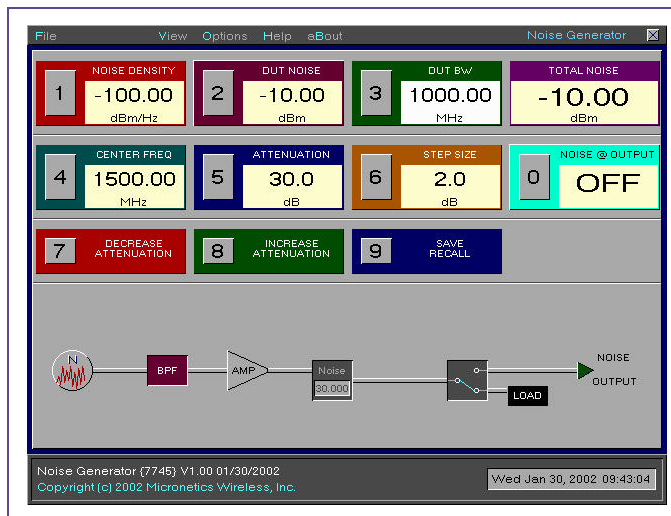 File View Options Help aBout Noise Generator X
1 NOISE DENSITY -100.00 dBm/Hz
2 DUT NOISE -10.00 dBm
3 DUT BW 1000.00 MHz
TOTAL NOISE -10.00 dBm
4 CENTER FREQ 1500.00 MHz
5 ATTENUATION 30.0 dB
6 STEP SIZE 2.0 dB
0 NOISE @ OUTPUT OFF
7 DECREASE ATTENUATION
8 INCREASE ATTENUATION
9 SAVE RECALL
N
BPF
AMP
Noise
30.000
LOAD
NOISE
OUTPUT
Noise Generator {7745} V1.00 01/30/2002
Copyright (c) 2002 Micronetics Wireless, Inc.
Wed Jan 30, 2002 09:43:04